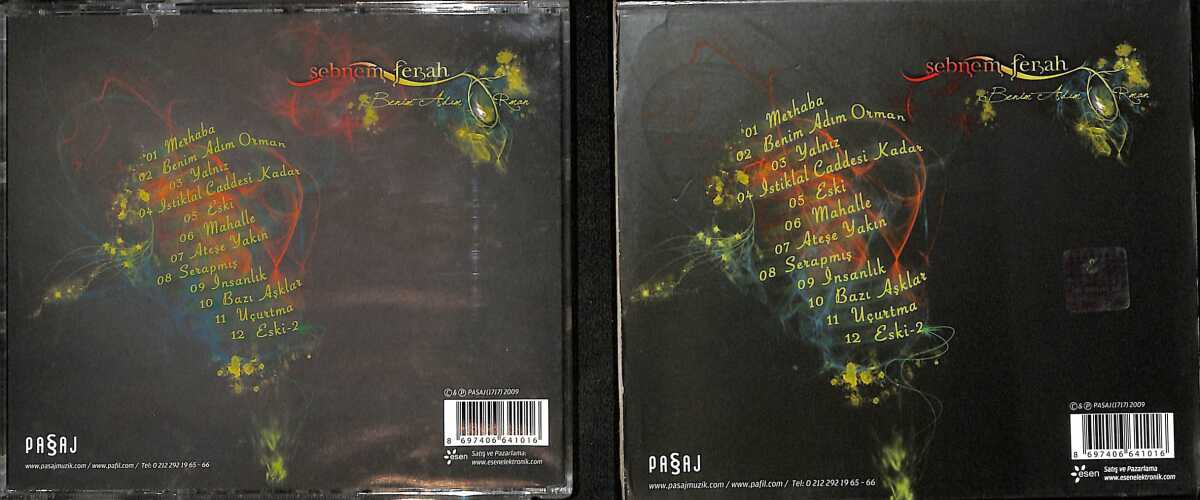 şebnem ferah
Benim Adım Orman
01 Merhaba
02 Benim Adım Orman
03 Yalnız
04 İstiklal Caddesi Kadar
05 Eski
06 Mahalle
07 Ateşe Yakın
08 Serapmış
09 İnsanlık
10 Bazı Aşklar
11 Uçurtma
12 Eski-2
© & ℗ PASAJ (1717) 2009
8 697406 641016
PASAJ
www.pasajmuzik.com / www.pafil.com / Tel: 0 212 292 19 65 - 66
esen
Satış ve Pazarlama:
www.esenelektronik.com
şebnem ferah
Benim Adım Orman
01 Merhaba
02 Benim Adım Orman
03 Yalnız
04 İstiklal Caddesi Kadar
05 Eski
06 Mahalle
07 Ateşe Yakın
08 Serapmış
09 İnsanlık
10 Bazı Aşklar
11 Uçurtma
12 Eski-2
© & ℗ PASAJ (1717) 2009
8 697406 641016
PASAJ
www.pasajmuzik.com / www.pafil.com / Tel: 0 212 292 19 65 - 66
esen
Satış ve Pazarlama
www.esenelektronik.com